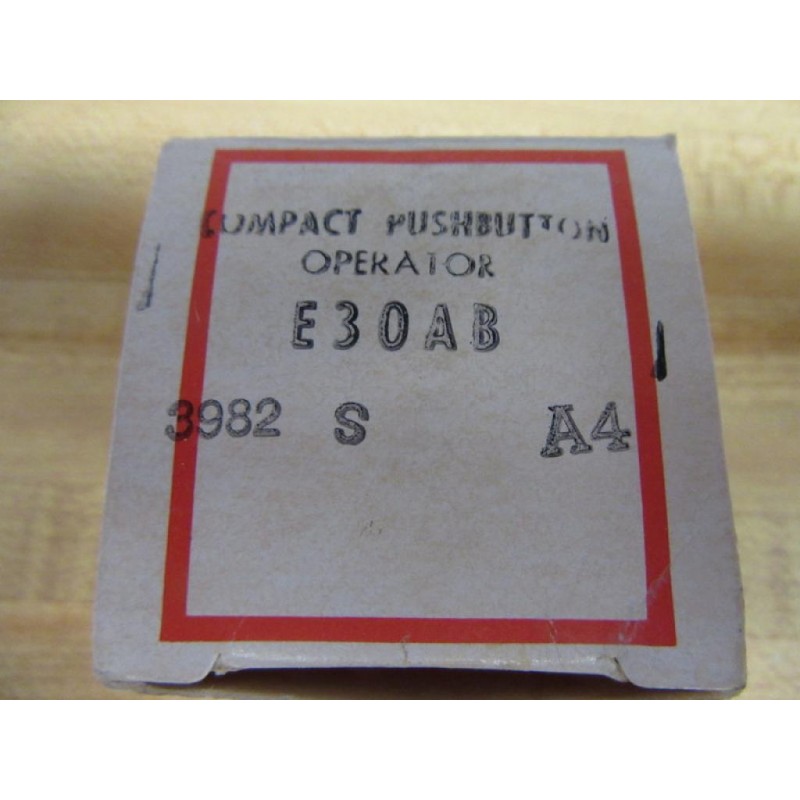 COMPACT PUSHBUTTON
OPERATOR
E30AB
3982 S A4